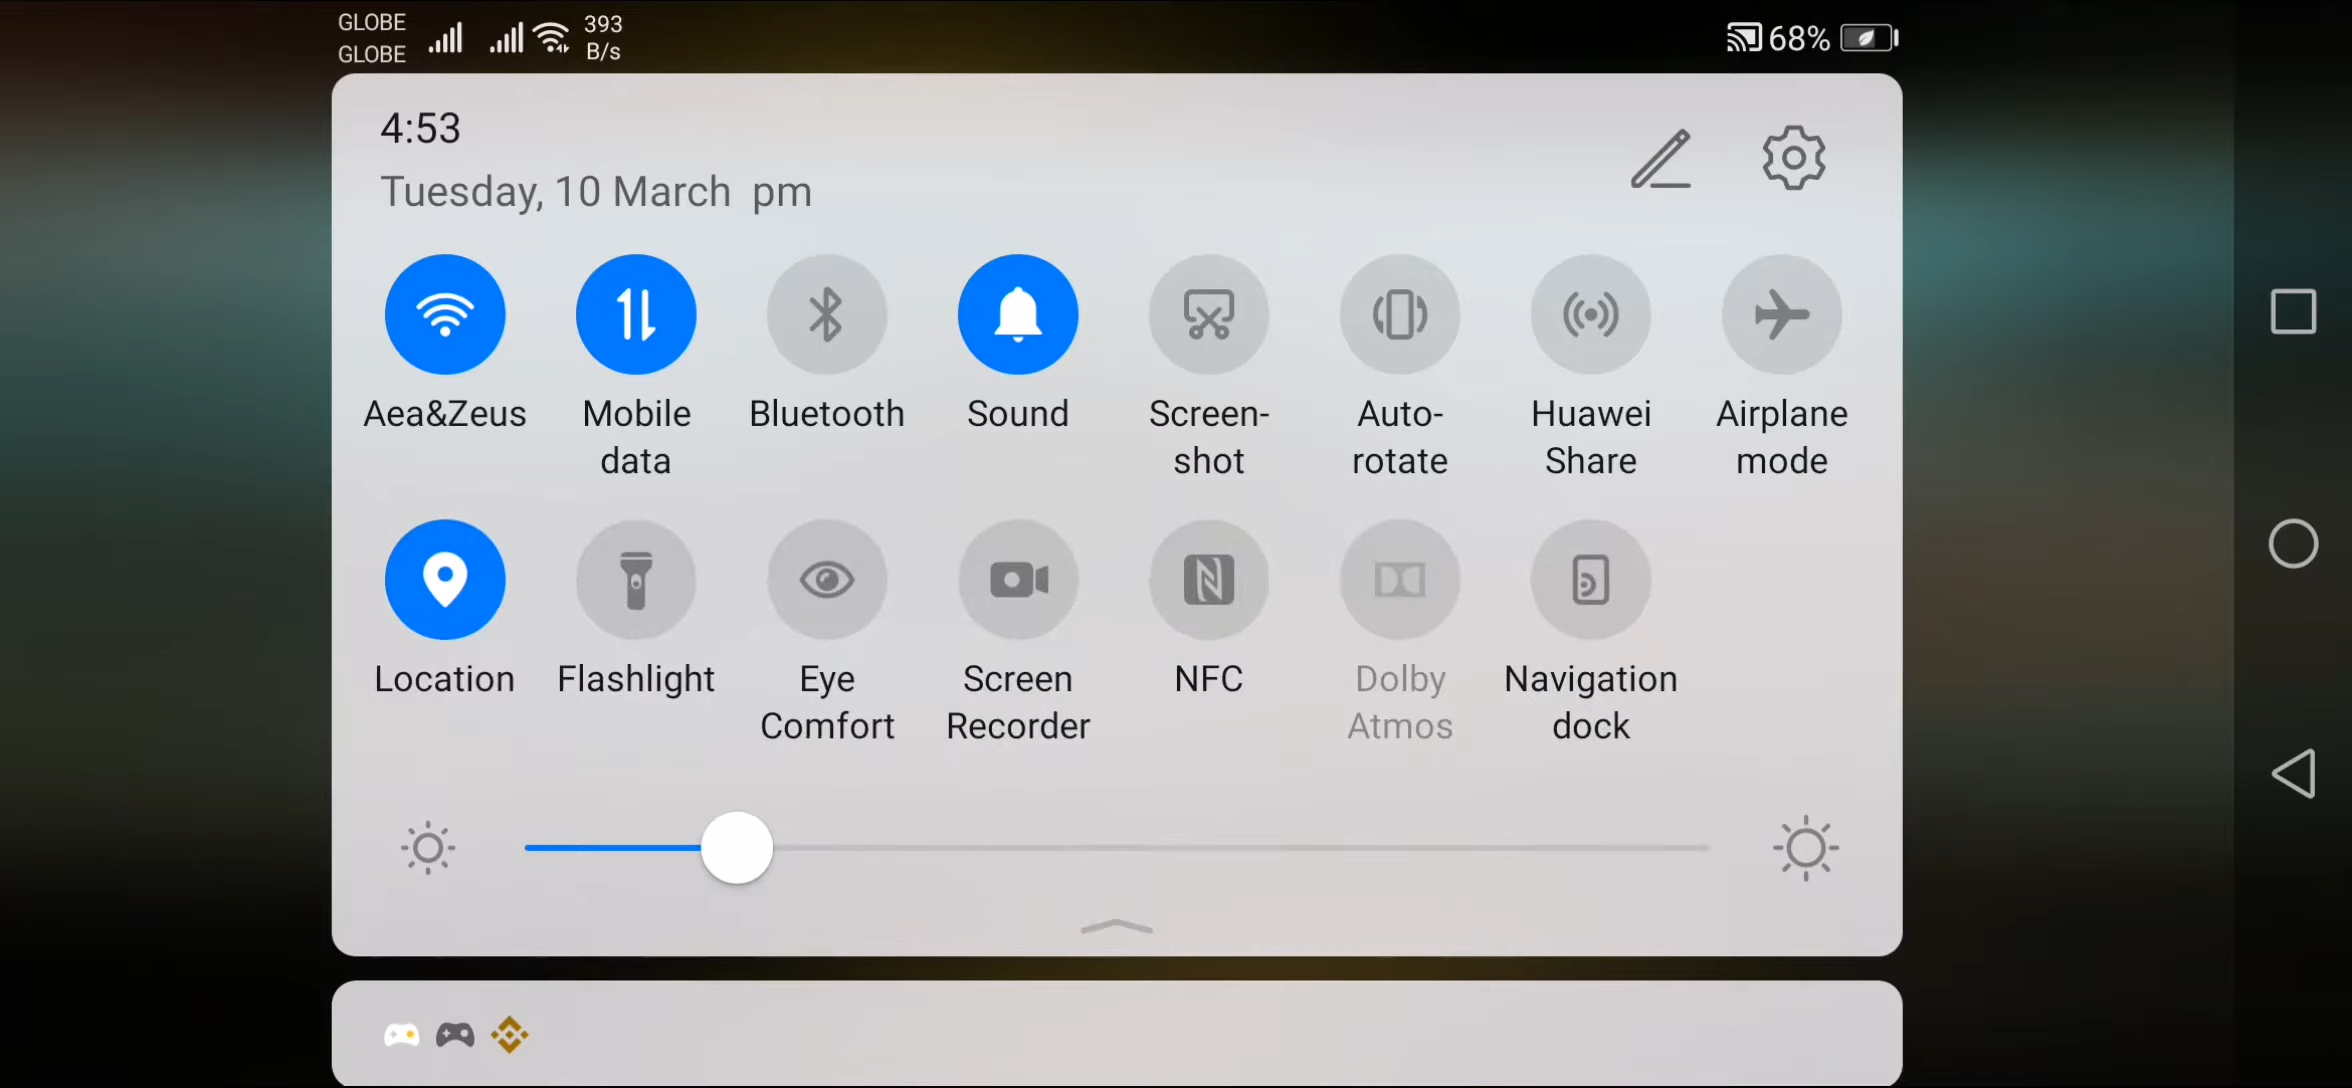 GLOBE
GLOBE
393
B/s
68%
4:53
Tuesday, 10 March pm
Aea&Zeus
Mobile
data
Bluetooth
Sound
Screen-
shot
Auto-
rotate
Huawei
Share
Airplane
mode
Location
Flashlight
Eye
Comfort
Screen
Recorder
NFC
Dolby
Atmos
Navigation
dock